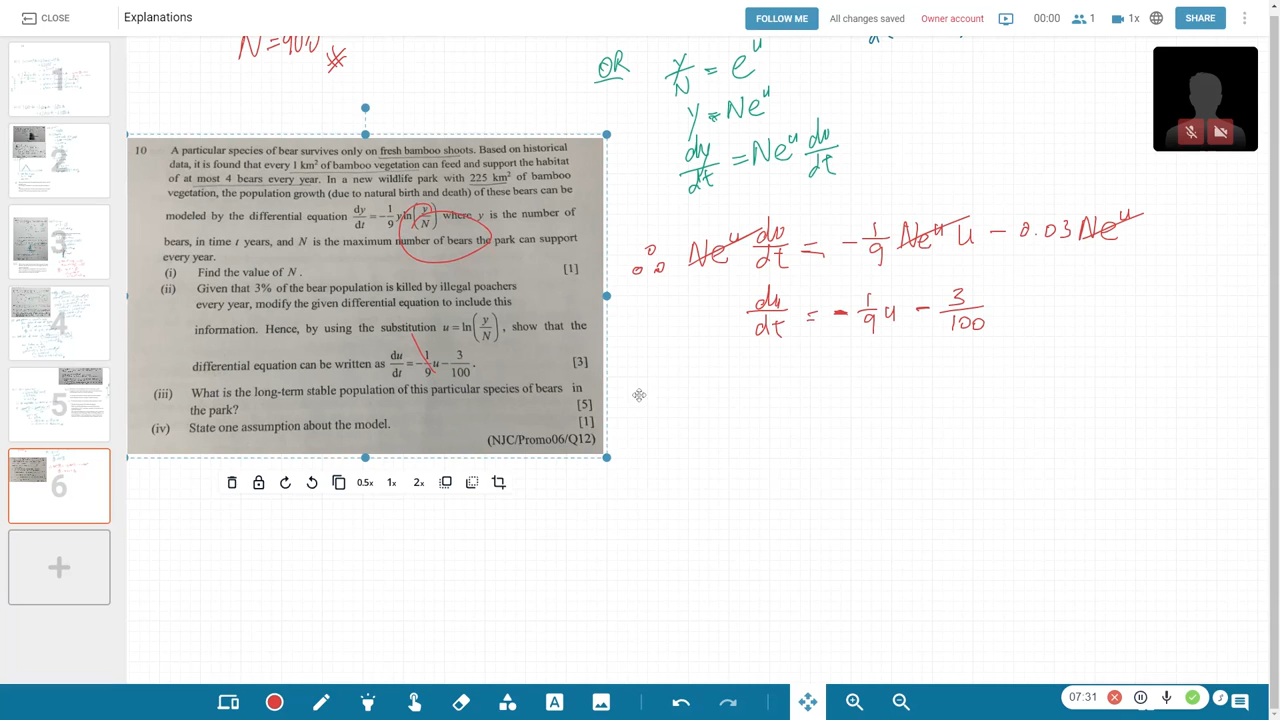 CLOSE
Explanations
FOLLOW ME
All changes saved
Owner account
00:00
1
1x
SHARE
1
2
3
4
5
6
+
N = 900
OR
y/N = e^u
y = Ne^u
dy/dt = Ne^u du/dt
∴ Ne^u du/dt = -1/9 Ne^u u - 0.03 Ne^u
du/dt = -1/9 u - 3/100
10 A particular species of bear survives only on fresh bamboo shoots. Based on historical
data, it is found that every 1 km² of bamboo vegetation can feed and support the habitat
of at most 4 bears every year. In a new wildlife park with 225 km² of bamboo
vegetation, the population growth (due to natural birth and death) of these bears can be
modeled by the differential equation dy/dt = -1/9 y ln(y/N) where y is the number of
bears, in time t years, and N is the maximum number of bears the park can support
every year.
(i) Find the value of N. [1]
(ii) Given that 3% of the bear population is killed by illegal poachers
every year, modify the given differential equation to include this
information. Hence, by using the substitution u = ln(y/N), show that the
differential equation can be written as du/dt = -1/9 u - 3/100. [3]
(iii) What is the long-term stable population of this particular species of bears in
the park? [5]
(iv) State one assumption about the model. [1]
(NJC/Promo06/Q12)
0.5x
1x
2x
07:31